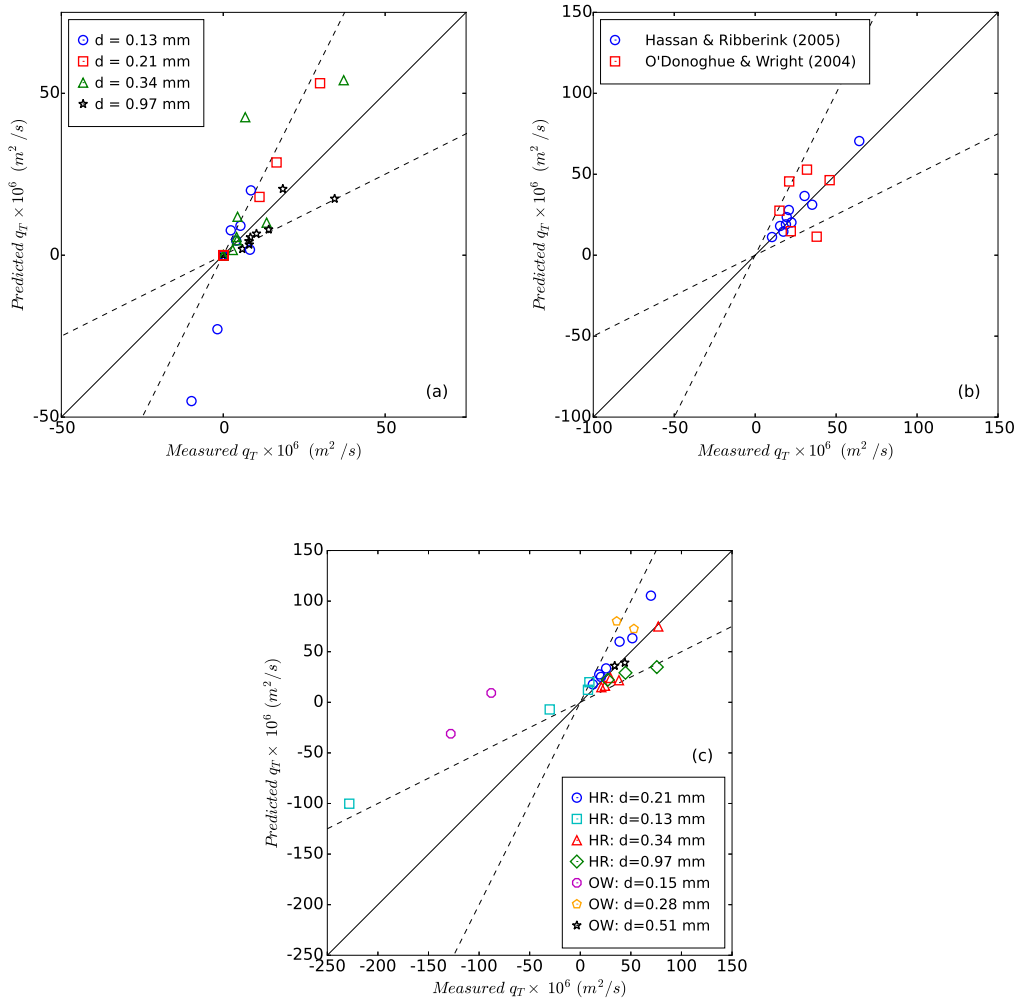 d = 0.13 mm
d = 0.21 mm
d = 0.34 mm
d = 0.97 mm
50
0
-50
-50 0 50
(a)
Predicted q_T × 10^6 (m^2 /s)
Measured q_T × 10^6 (m^2 /s)
Hassan & Ribberink (2005)
O'Donoghue & Wright (2004)
150
100
50
0
-50
-100
-100 -50 0 50 100 150
(b)
Predicted q_T × 10^6 (m^2 /s)
Measured q_T × 10^6 (m^2 /s)
150
100
50
0
-50
-100
-150
-200
-250
-250 -200 -150 -100 -50 0 50 100 150
(c)
HR: d=0.21 mm
HR: d=0.13 mm
HR: d=0.34 mm
HR: d=0.97 mm
OW: d=0.15 mm
OW: d=0.28 mm
OW: d=0.51 mm
Predicted q_T × 10^6 (m^2/s)
Measured q_T × 10^6 (m^2/s)